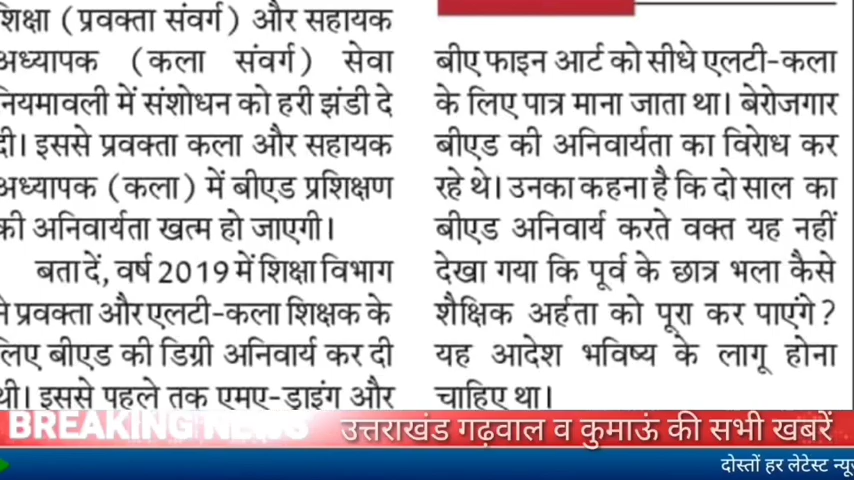 शिक्षा (प्रवक्ता संवर्ग) और सहायक
अध्यापक (कला संवर्ग) सेवा
नियमावली में संशोधन को हरी झंडी दे
दी। इससे प्रवक्ता कला और सहायक
अध्यापक (कला) में बीएड प्रशिक्षण
की अनिवार्यता खत्म हो जाएगी।
बता दें, वर्ष 2019 में शिक्षा विभाग
ने प्रवक्ता और एलटी-कला शिक्षक के
लिए बीएड की डिग्री अनिवार्य कर दी
थी। इससे पहले तक एमए-ड्राइंग और
बीए फाइन आर्ट को सीधे एलटी-कला
के लिए पात्र माना जाता था। बेरोजगार
बीएड की अनिवार्यता का विरोध कर
रहे थे। उनका कहना है कि दो साल का
बीएड अनिवार्य करते वक्त यह नहीं
देखा गया कि पूर्व के छात्र भला कैसे
शैक्षिक अर्हता को पूरा कर पाएंगे?
यह आदेश भविष्य के लागू होना
चाहिए था।
BREAKING NEWS उत्तराखंड गढ़वाल व कुमाऊं की सभी खबरें
दोस्तों हर लेटेस्ट न्यूज